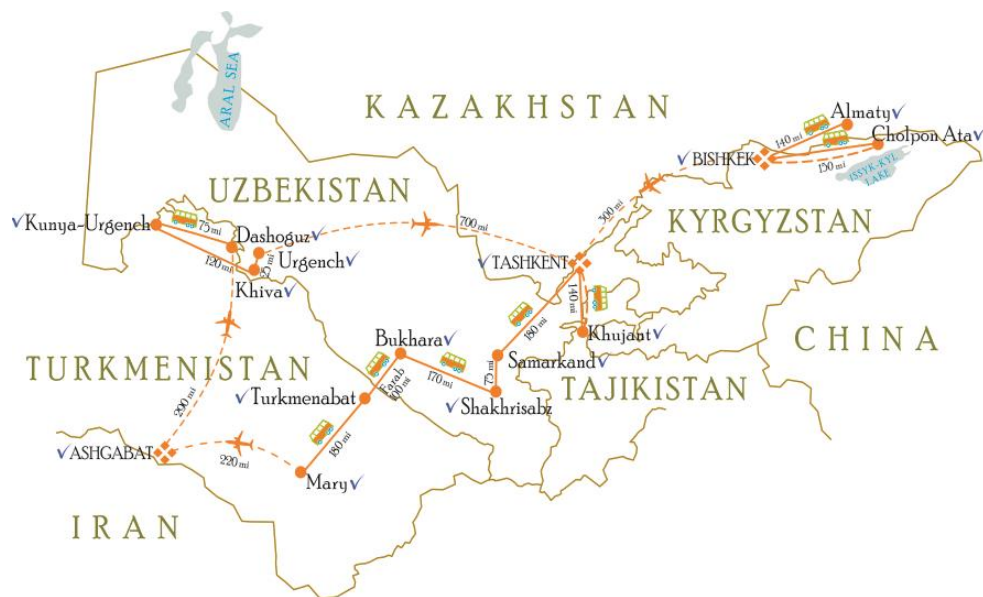 ARAL SEA
KAZAKHSTAN
Almaty
140 mi
Cholpon Ata
BISHKEK
150 mi
ISSYK-KYL
LAKE
UZBEKISTAN
300 mi
KYRGYZSTAN
Kunya-Urgench
75 mi
Dashoguz
700 mi
120 mi
Urgench
25 mi
TASHKENT
Khiva
140 mi
180 mi
Khujant
CHINA
Bukhara
TURKMENISTAN
Samarkand
Farab
100 mi
170 mi
75 mi
TAJIKISTAN
Turkmenabat
Shakhrisabz
290 mi
180 mi
ASHGABAT
220 mi
Mary
IRAN